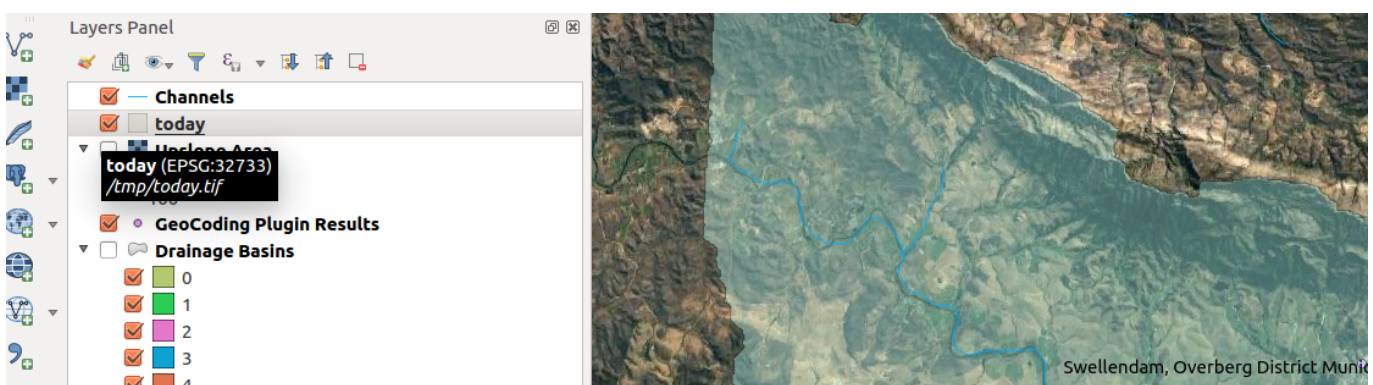 Layers Panel
Channels
today
today (EPSG:32733)
/tmp/today.tif
GeoCoding Plugin Results
Drainage Basins
0
1
2
3
Swellendam, Overberg District Munic